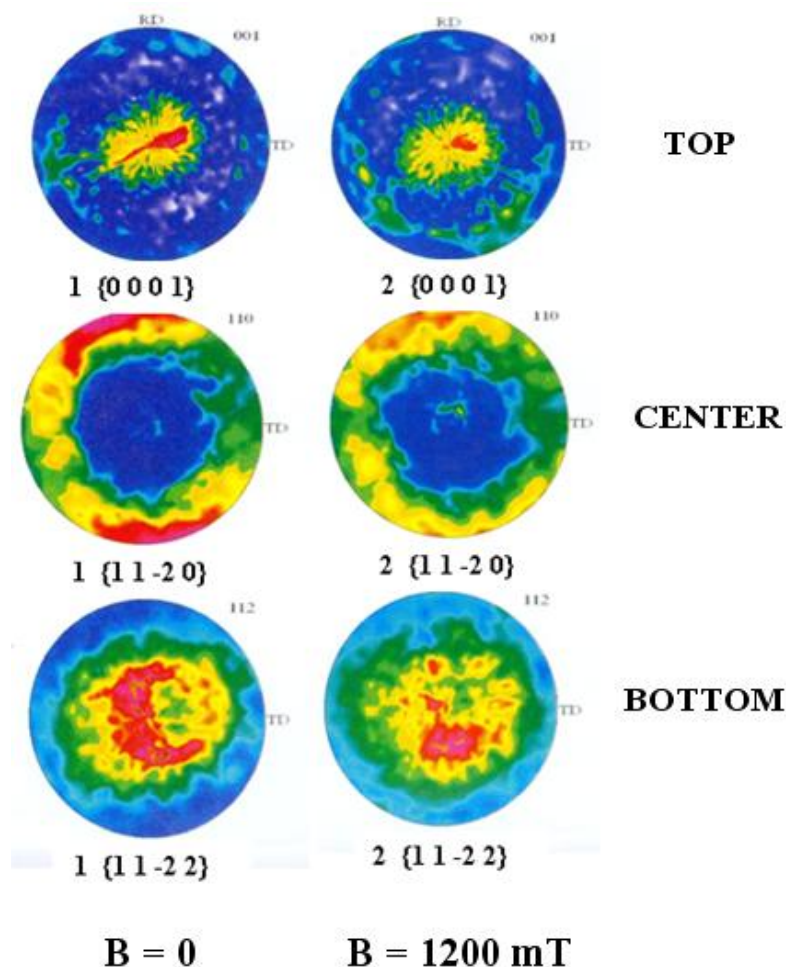 RD RD
001 001
TD TD TOP
1 {0 0 0 1} 2 {0 0 0 1}
110 110
TD TD CENTER
1 {1 1 -2 0} 2 {1 1 -2 0}
112 112
TD TD BOTTOM
1 {1 1 -2 2} 2 {1 1 -2 2}
B = 0 B = 1200 mT